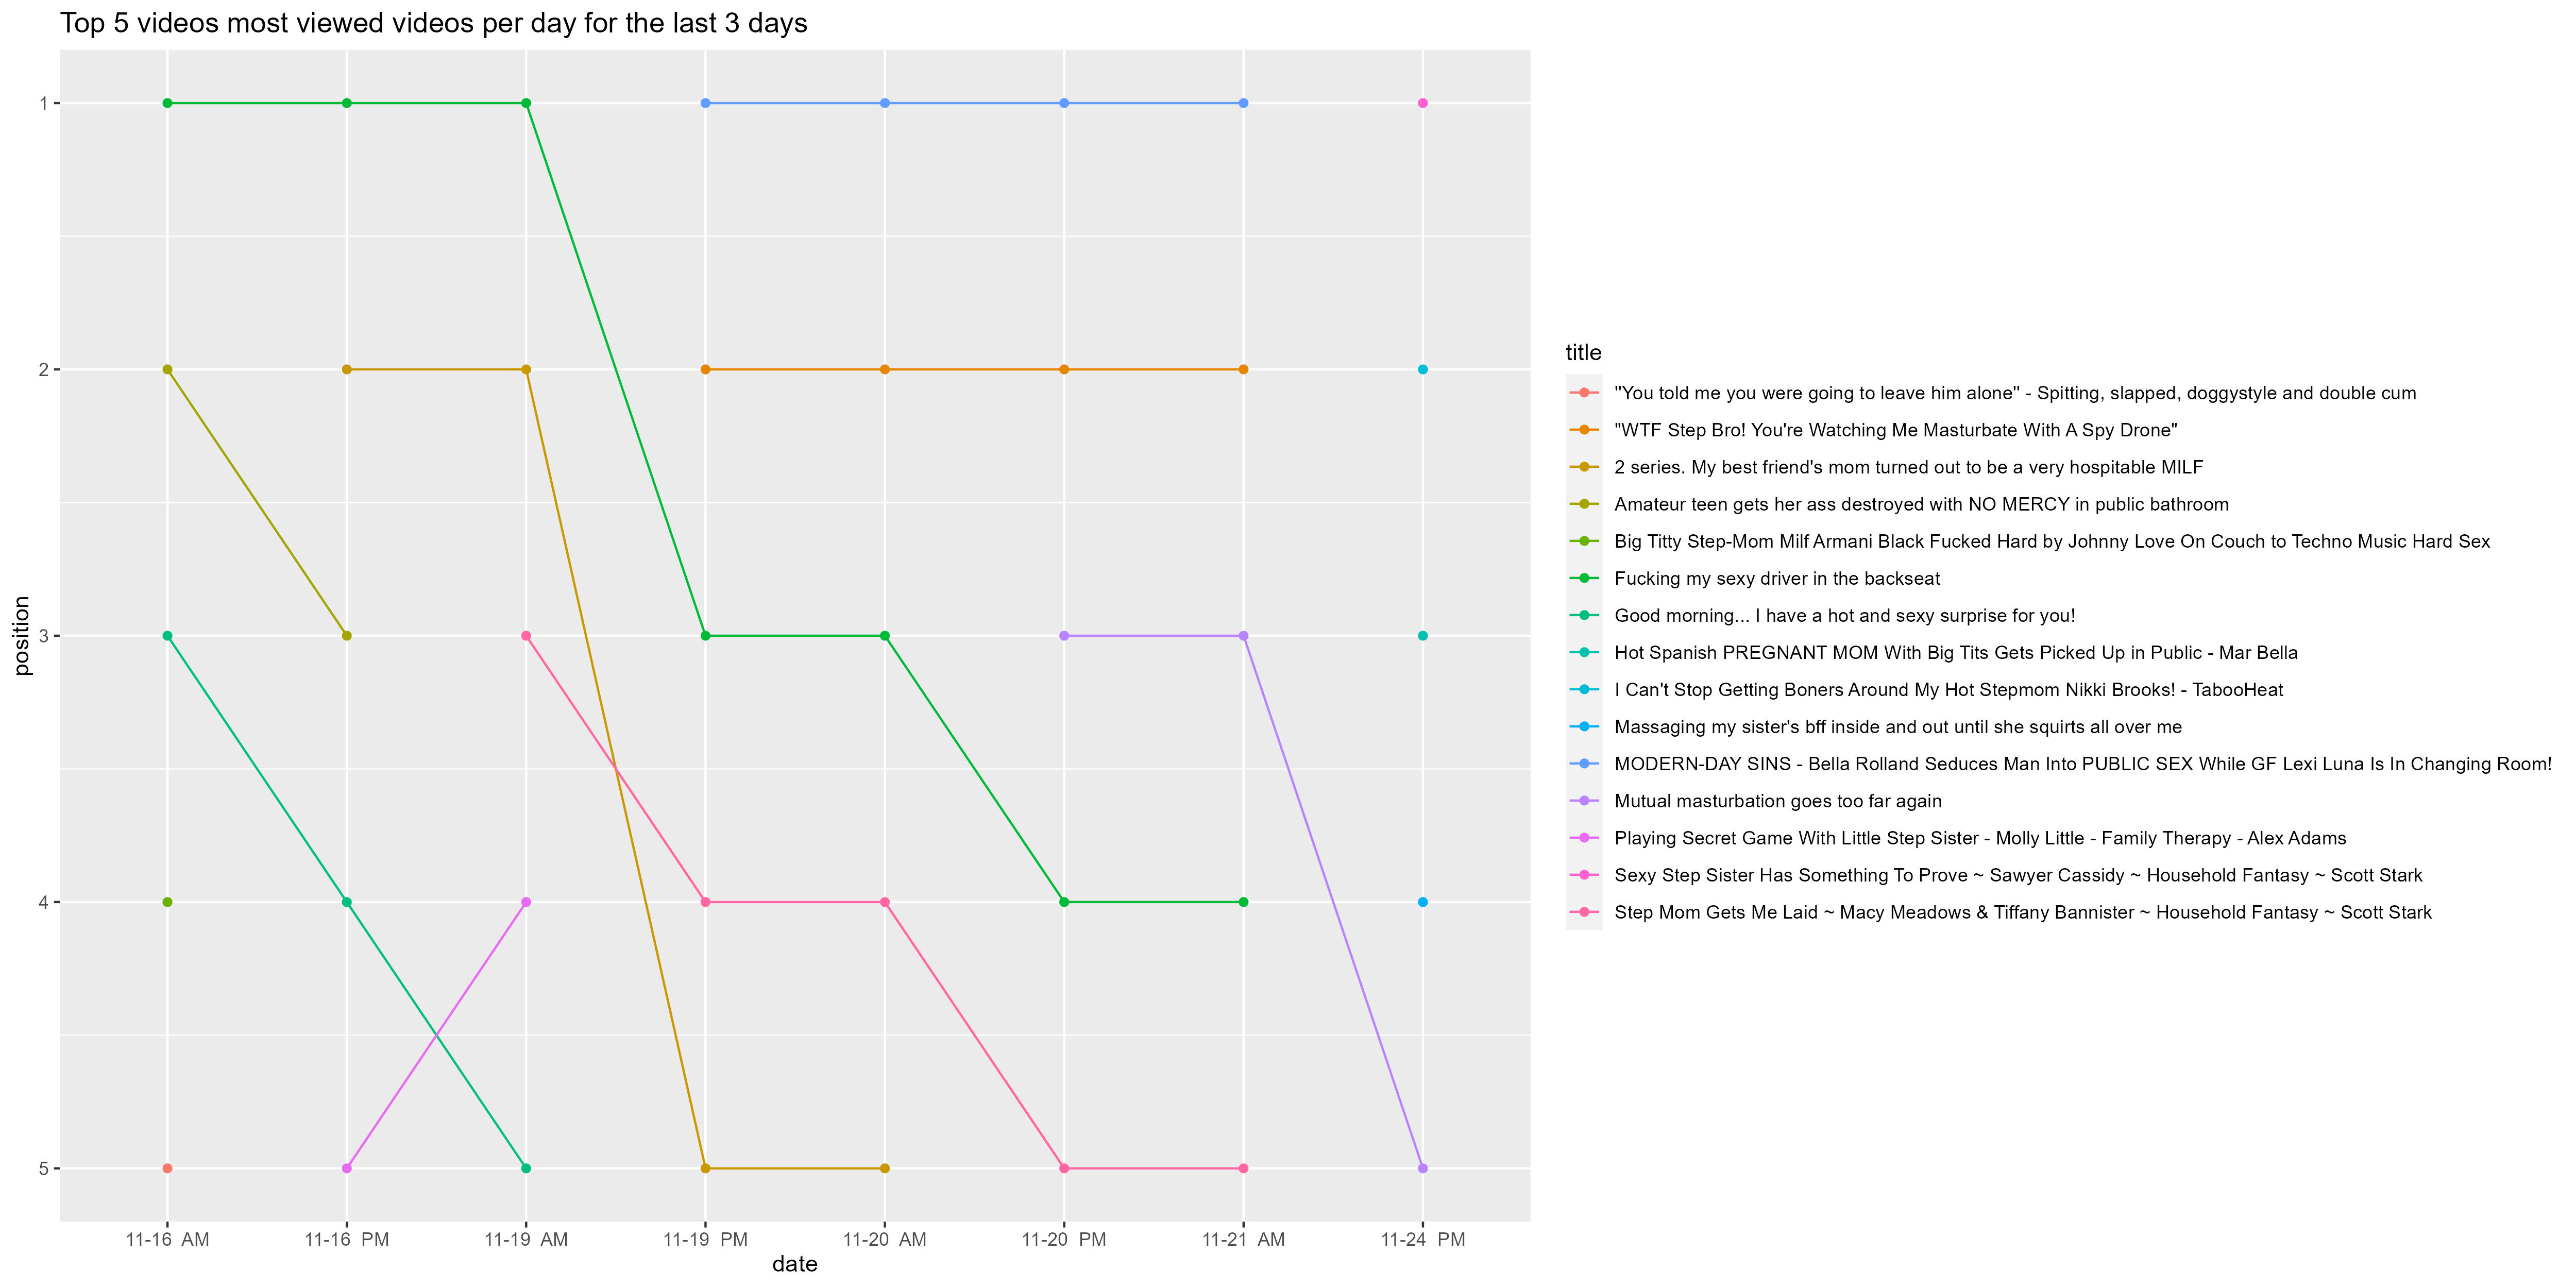 Top 5 videos most viewed videos per day for the last 3 days
position
1
2
3
4
5
11-16 AM
11-16 PM
11-19 AM
11-19 PM
11-20 AM
11-20 PM
11-21 AM
11-24 PM
date
title
"You told me you were going to leave him alone" - Spitting, slapped, doggystyle and double cum
"WTF Step Bro! You're Watching Me Masturbate With A Spy Drone"
2 series. My best friend's mom turned out to be a very hospitable MILF
Amateur teen gets her ass destroyed with NO MERCY in public bathroom
Big Titty Step-Mom Milf Armani Black Fucked Hard by Johnny Love On Couch to Techno Music Hard Sex
Fucking my sexy driver in the backseat
Good morning... I have a hot and sexy surprise for you!
Hot Spanish PREGNANT MOM With Big Tits Gets Picked Up in Public - Mar Bella
I Can't Stop Getting Boners Around My Hot Stepmom Nikki Brooks! - TabooHeat
Massaging my sister's bff inside and out until she squirts all over me
MODERN-DAY SINS - Bella Rolland Seduces Man Into PUBLIC SEX While GF Lexi Luna Is In Changing Room!
Mutual masturbation goes too far again
Playing Secret Game With Little Step Sister - Molly Little - Family Therapy - Alex Adams
Sexy Step Sister Has Something To Prove ~ Sawyer Cassidy ~ Household Fantasy ~ Scott Stark
Step Mom Gets Me Laid ~ Macy Meadows & Tiffany Bannister ~ Household Fantasy ~ Scott Stark